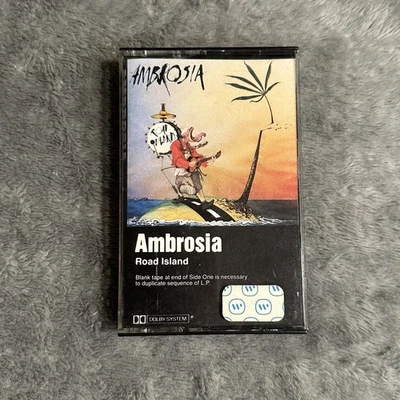 AMBROSIA
Ambrosia
Road Island
Blank tape at end of Side One is necessary
to duplicate sequence of L.P.
DOLBY SYSTEM